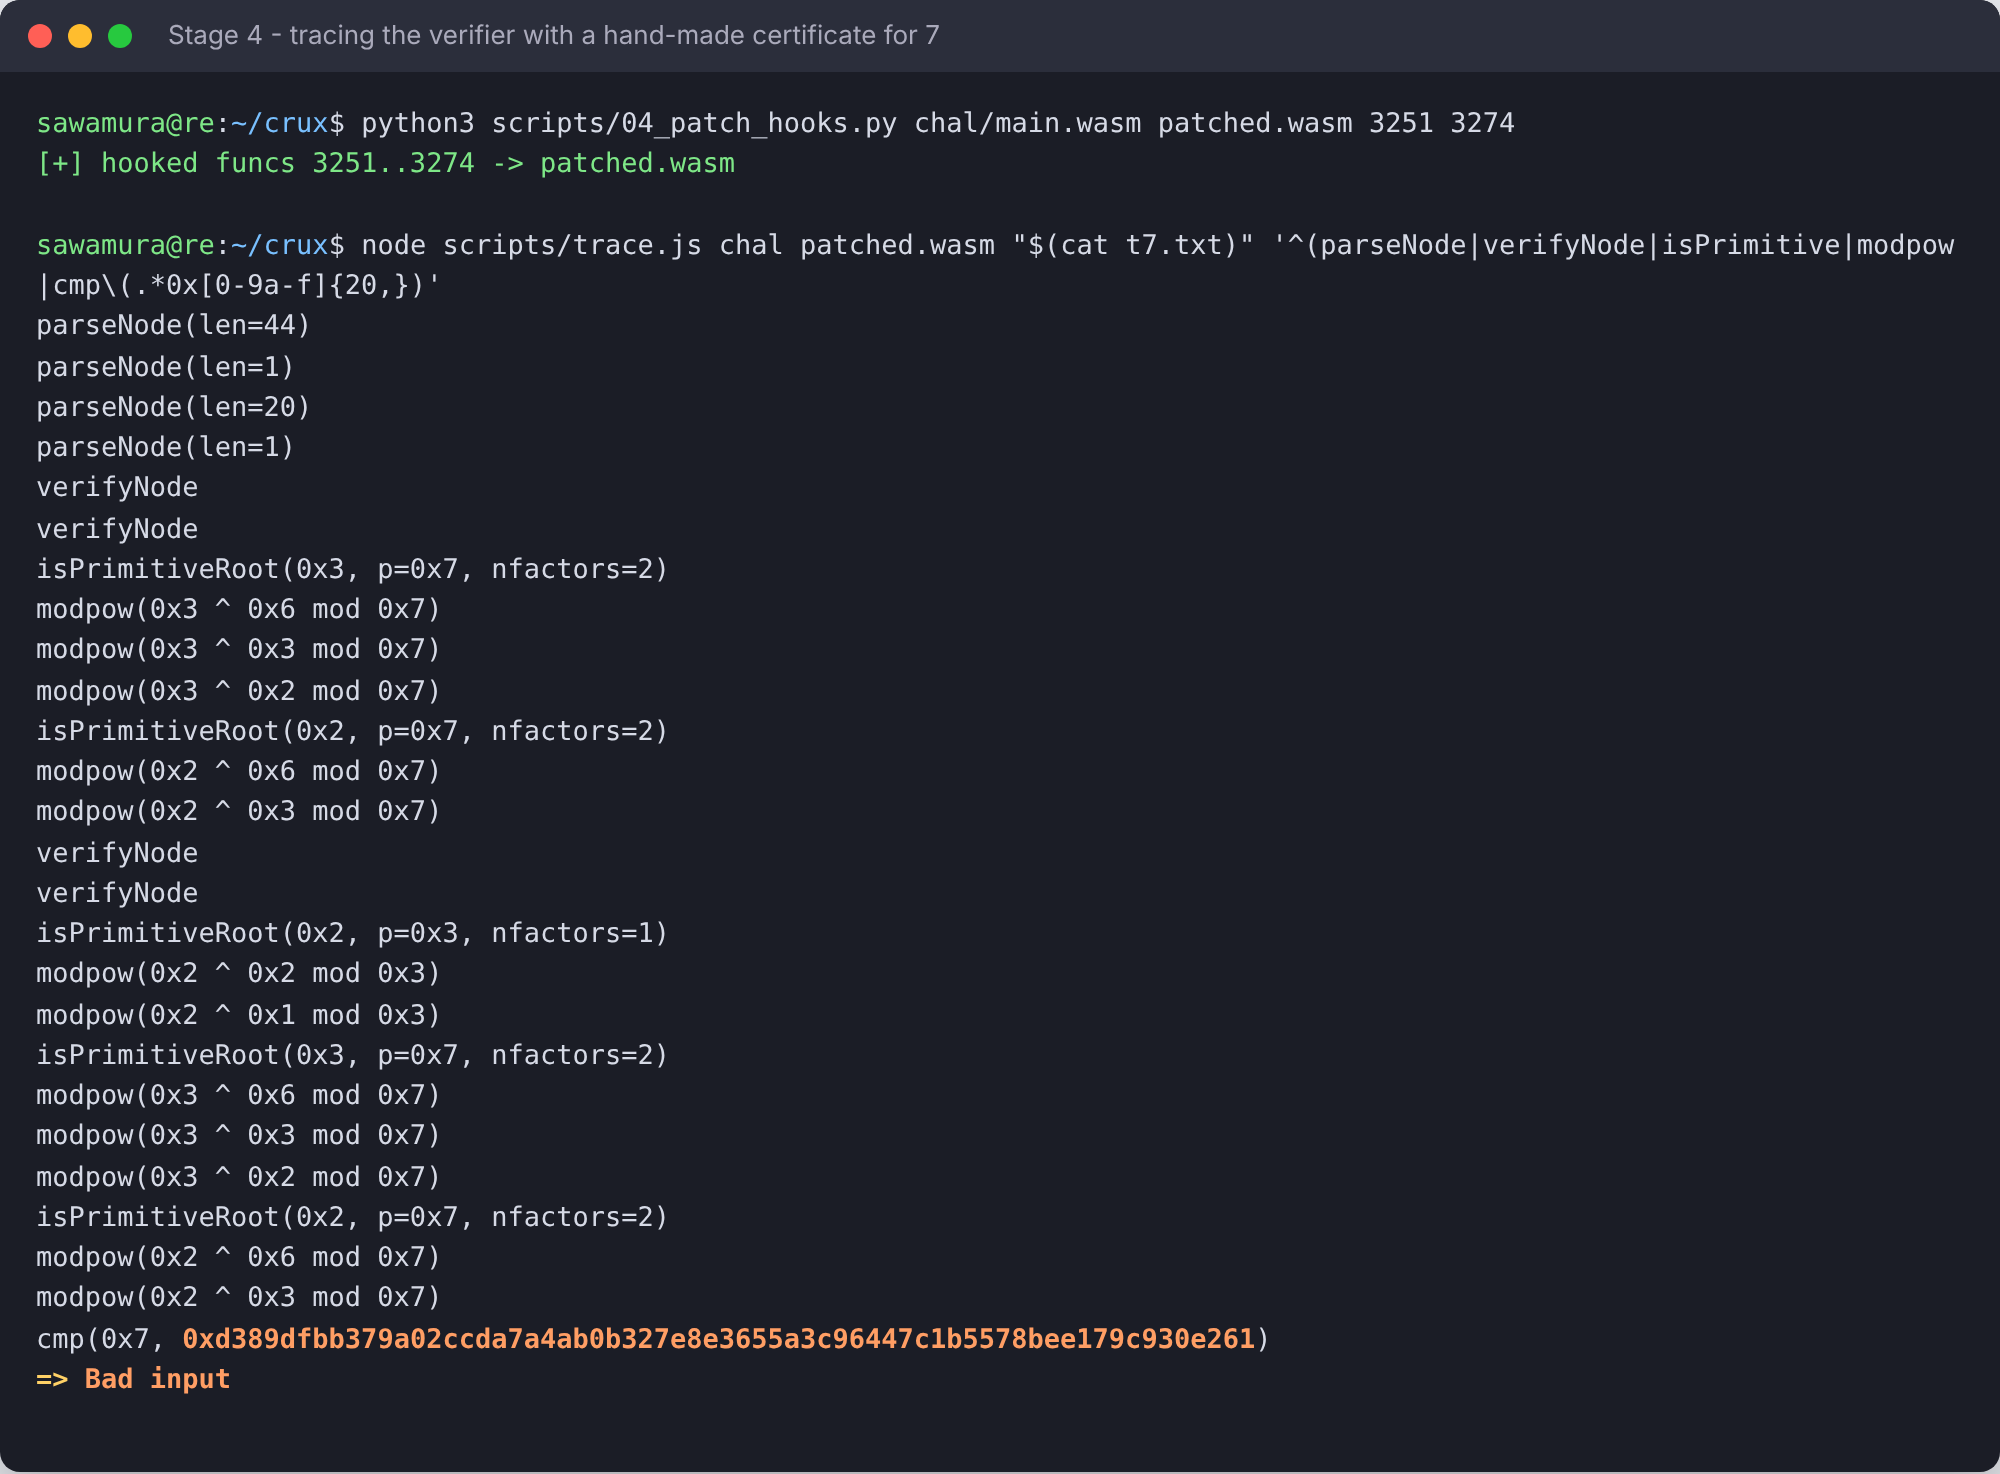 Stage 4 - tracing the verifier with a hand-made certificate for 7
sawamura@re:~/crux$ python3 scripts/04_patch_hooks.py chal/main.wasm patched.wasm 3251 3274
[+] hooked funcs 3251..3274 -> patched.wasm
sawamura@re:~/crux$ node scripts/trace.js chal patched.wasm "$(cat t7.txt)" '^(parseNode|verifyNode|isPrimitive|modpow
|cmp\(.*0x[0-9a-f]{20,})'
parseNode(len=44)
parseNode(len=1)
parseNode(len=20)
parseNode(len=1)
verifyNode
verifyNode
isPrimitiveRoot(0x3, p=0x7, nfactors=2)
modpow(0x3 ^ 0x6 mod 0x7)
modpow(0x3 ^ 0x3 mod 0x7)
modpow(0x3 ^ 0x2 mod 0x7)
isPrimitiveRoot(0x2, p=0x7, nfactors=2)
modpow(0x2 ^ 0x6 mod 0x7)
modpow(0x2 ^ 0x3 mod 0x7)
verifyNode
verifyNode
isPrimitiveRoot(0x2, p=0x3, nfactors=1)
modpow(0x2 ^ 0x2 mod 0x3)
modpow(0x2 ^ 0x1 mod 0x3)
isPrimitiveRoot(0x3, p=0x7, nfactors=2)
modpow(0x3 ^ 0x6 mod 0x7)
modpow(0x3 ^ 0x3 mod 0x7)
modpow(0x3 ^ 0x2 mod 0x7)
isPrimitiveRoot(0x2, p=0x7, nfactors=2)
modpow(0x2 ^ 0x6 mod 0x7)
modpow(0x2 ^ 0x3 mod 0x7)
cmp(0x7, 0xd389dfbb379a02ccda7a4ab0b327e8e3655a3c96447c1b5578bee179c930e261)
=> Bad input